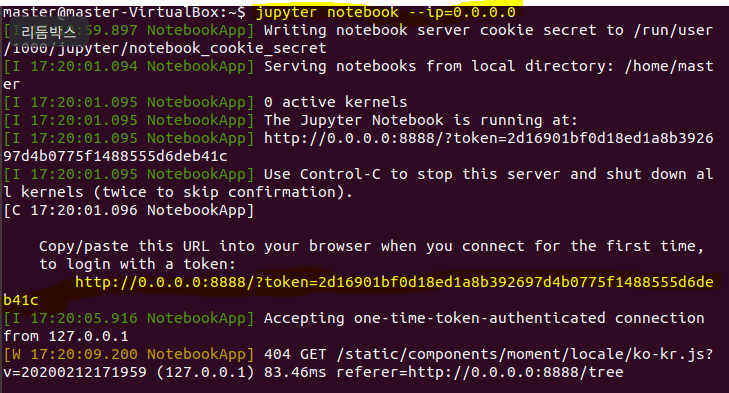 master@master-VirtualBox:~$ jupyter notebook --ip=0.0.0.0
리듬박스
[I 59.897 NotebookApp] Writing notebook server cookie secret to /run/user
/1000/jupyter/notebook_cookie_secret
[I 17:20:01.094 NotebookApp] Serving notebooks from local directory: /home/mast
er
[I 17:20:01.095 NotebookApp] 0 active kernels
[I 17:20:01.095 NotebookApp] The Jupyter Notebook is running at:
[I 17:20:01.095 NotebookApp] http://0.0.0.0:8888/?token=2d16901bf0d18ed1a8b3926
97d4b0775f1488555d6deb41c
[I 17:20:01.095 NotebookApp] Use Control-C to stop this server and shut down al
l kernels (twice to skip confirmation).
[C 17:20:01.096 NotebookApp]
Copy/paste this URL into your browser when you connect for the first time,
to login with a token:
http://0.0.0.0:8888/?token=2d16901bf0d18ed1a8b392697d4b0775f1488555d6de
b41c
[I 17:20:05.916 NotebookApp] Accepting one-time-token-authenticated connection
from 127.0.0.1
[W 17:20:09.200 NotebookApp] 404 GET /static/components/moment/locale/ko-kr.js?
v=20200212171959 (127.0.0.1) 83.46ms referer=http://0.0.0.0:8888/tree